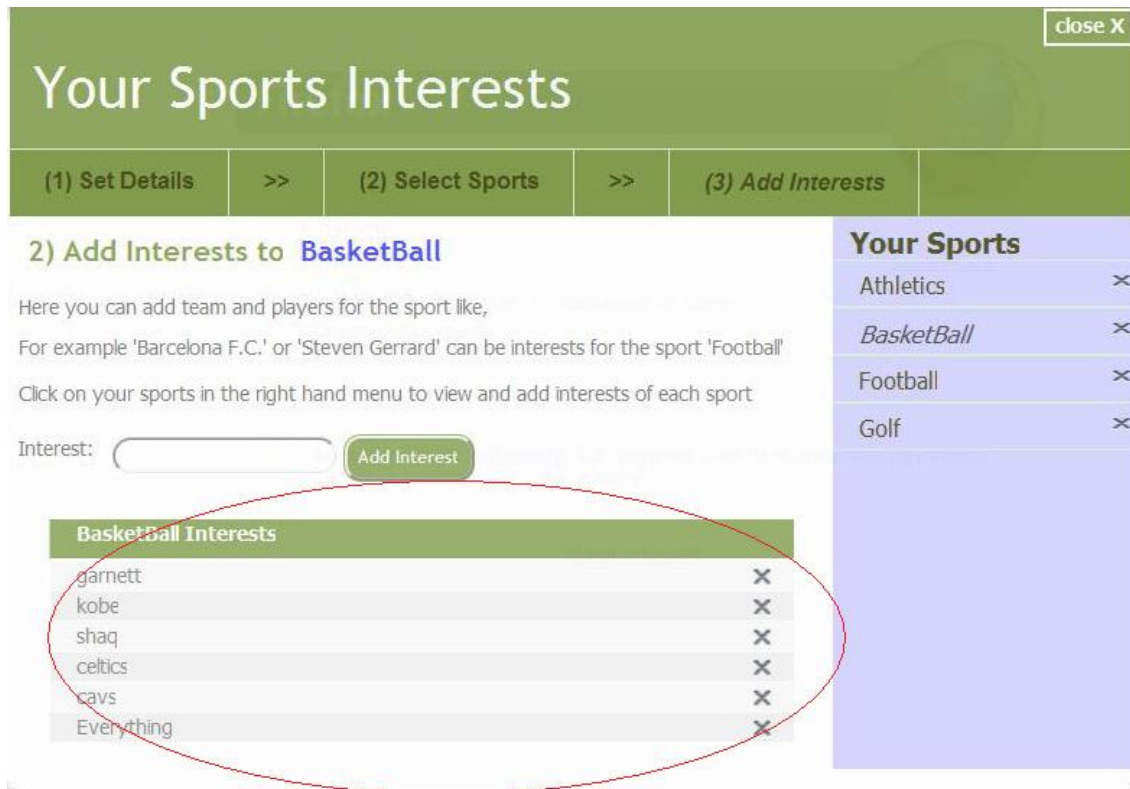 close X
Your Sports Interests
(1) Set Details >> (2) Select Sports >> (3) Add Interests
2) Add Interests to BasketBall
Here you can add team and players for the sport like,
For example 'Barcelona F.C.' or 'Steven Gerrard' can be interests for the sport 'Football'
Click on your sports in the right hand menu to view and add interests of each sport
Interest: Add Interest
BasketBall Interests
garnett X
kobe X
shaq X
celtics X
cavs X
Everything X
Your Sports
Athletics X
BasketBall X
Football X
Golf X